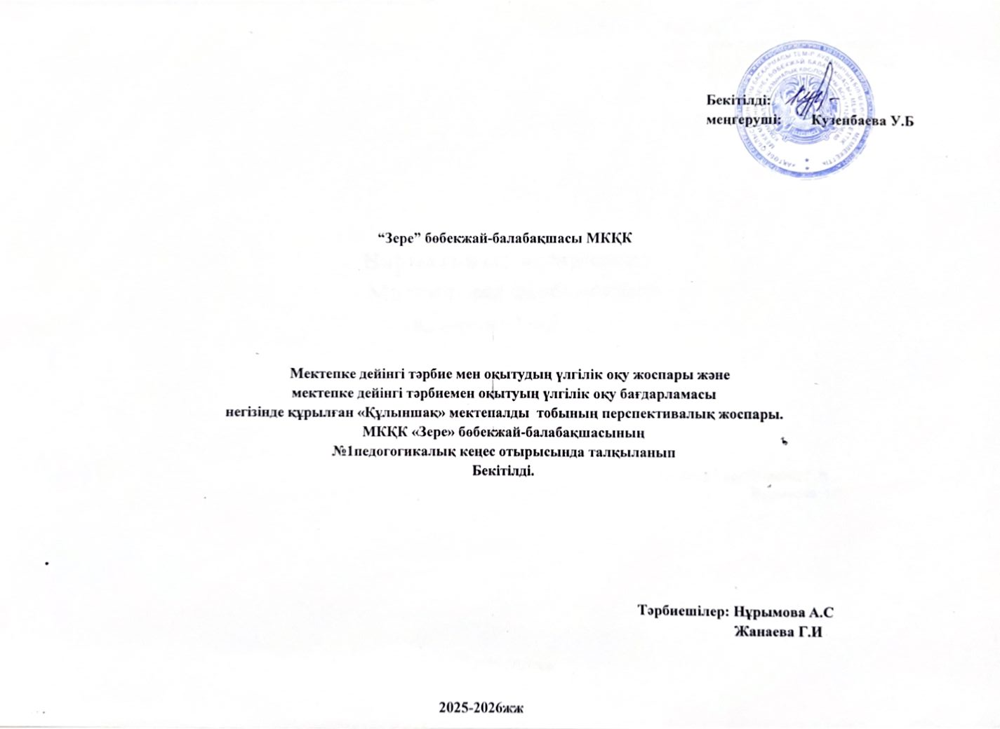 Бекітілді:
меңгеруші: Кузенбаева У.Б
“Зере” бөбекжай-балабақшасы МКҚК
Мектепке дейінгі тәрбие мен оқытудың үлгілік оқу жоспары және
мектепке дейінгі тәрбиемен оқытуың үлгілік оқу бағдарламасы
негізінде құрылған «Құлыншақ» мектепалды тобының перспективалық жоспары.
МКҚК «Зере» бөбекжай-балабақшасының
№1педогогикалық кеңес отырысында талқыланып
Бекітілді.
Тәрбиешілер: Нұрымова А.С
Жанаева Г.И
2025-2026жж